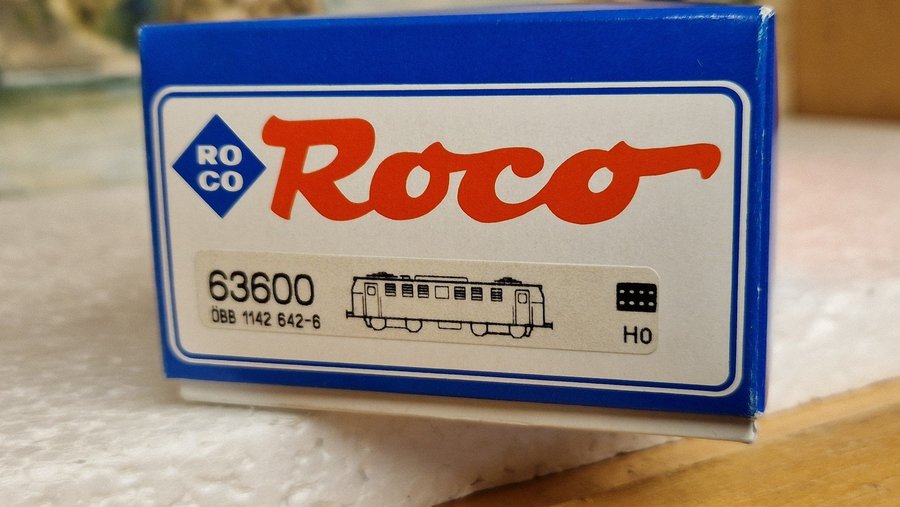 RO
CO
Roco
63600
ÖBB 1142 642-6
H0